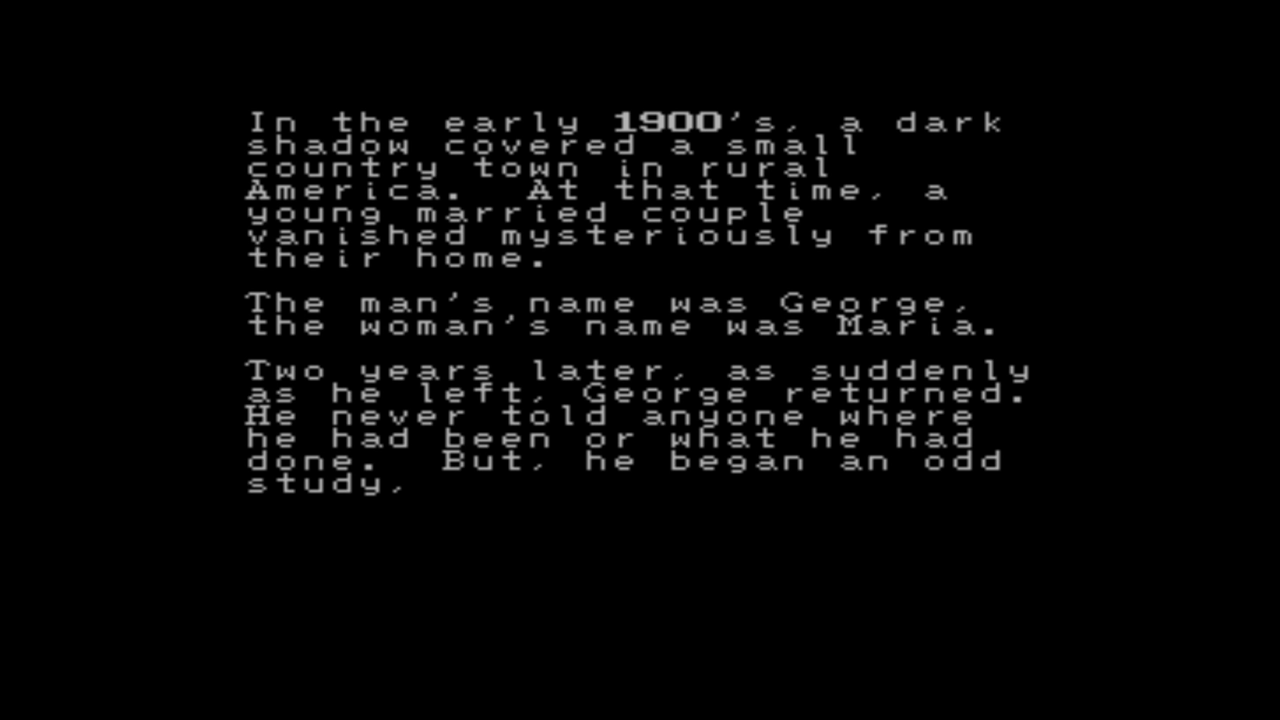 In the early 1900's, a dark
shadow covered a small
country town in rural
America.  At that time, a
young married couple
vanished mysteriously from
their home.
The man's name was George,
the woman's name was Maria.
Two years later, as suddenly
as he left, George returned.
He never told anyone where
he had been or what he had
done.  But, he began an odd
study,